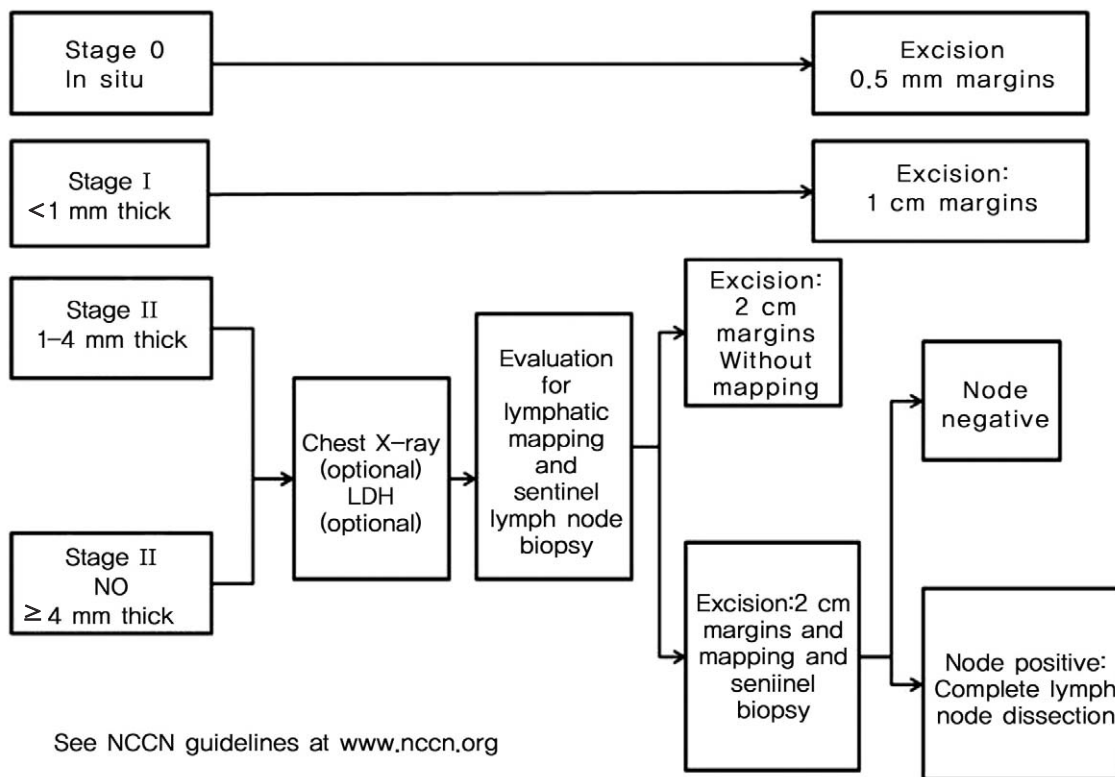 Stage 0
In situ
Excision
0.5 mm margins
Stage I
<1 mm thick
Excision:
1 cm margins
Stage II
1-4 mm thick
Stage II
NO
≥4 mm thick
Chest X-ray
(optional)
LDH
(optional)
Evaluation
for
lymphatic
mapping
and
sentinel
lymph node
biopsy
Excision:
2 cm
margins
Without
mapping
Excision:2 cm
margins and
mapping and
seniinel
biopsy
Node
negative
Node positive:
Complete lymph
node dissection
See NCCN guidelines at www.nccn.org